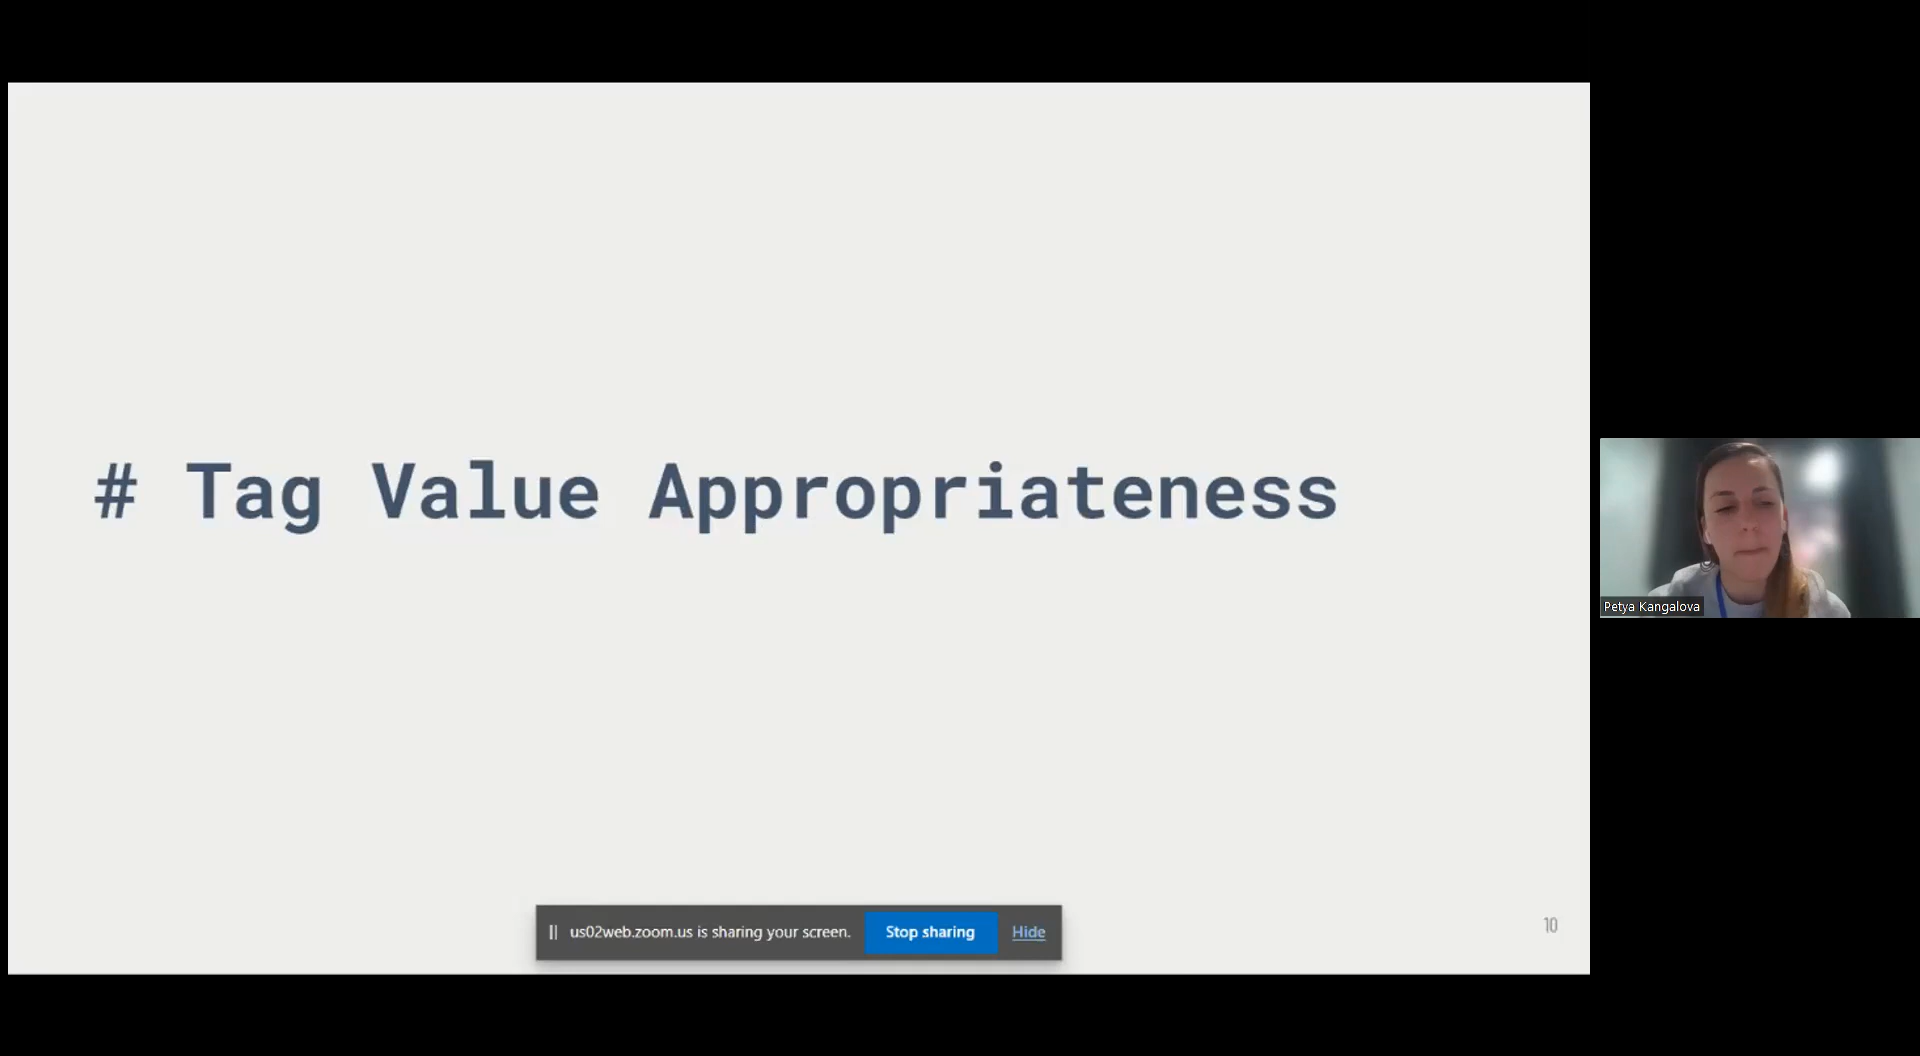 # Tag Value Appropriateness
Petya Kangalova
us02web.zoom.us is sharing your screen. Stop sharing Hide
10